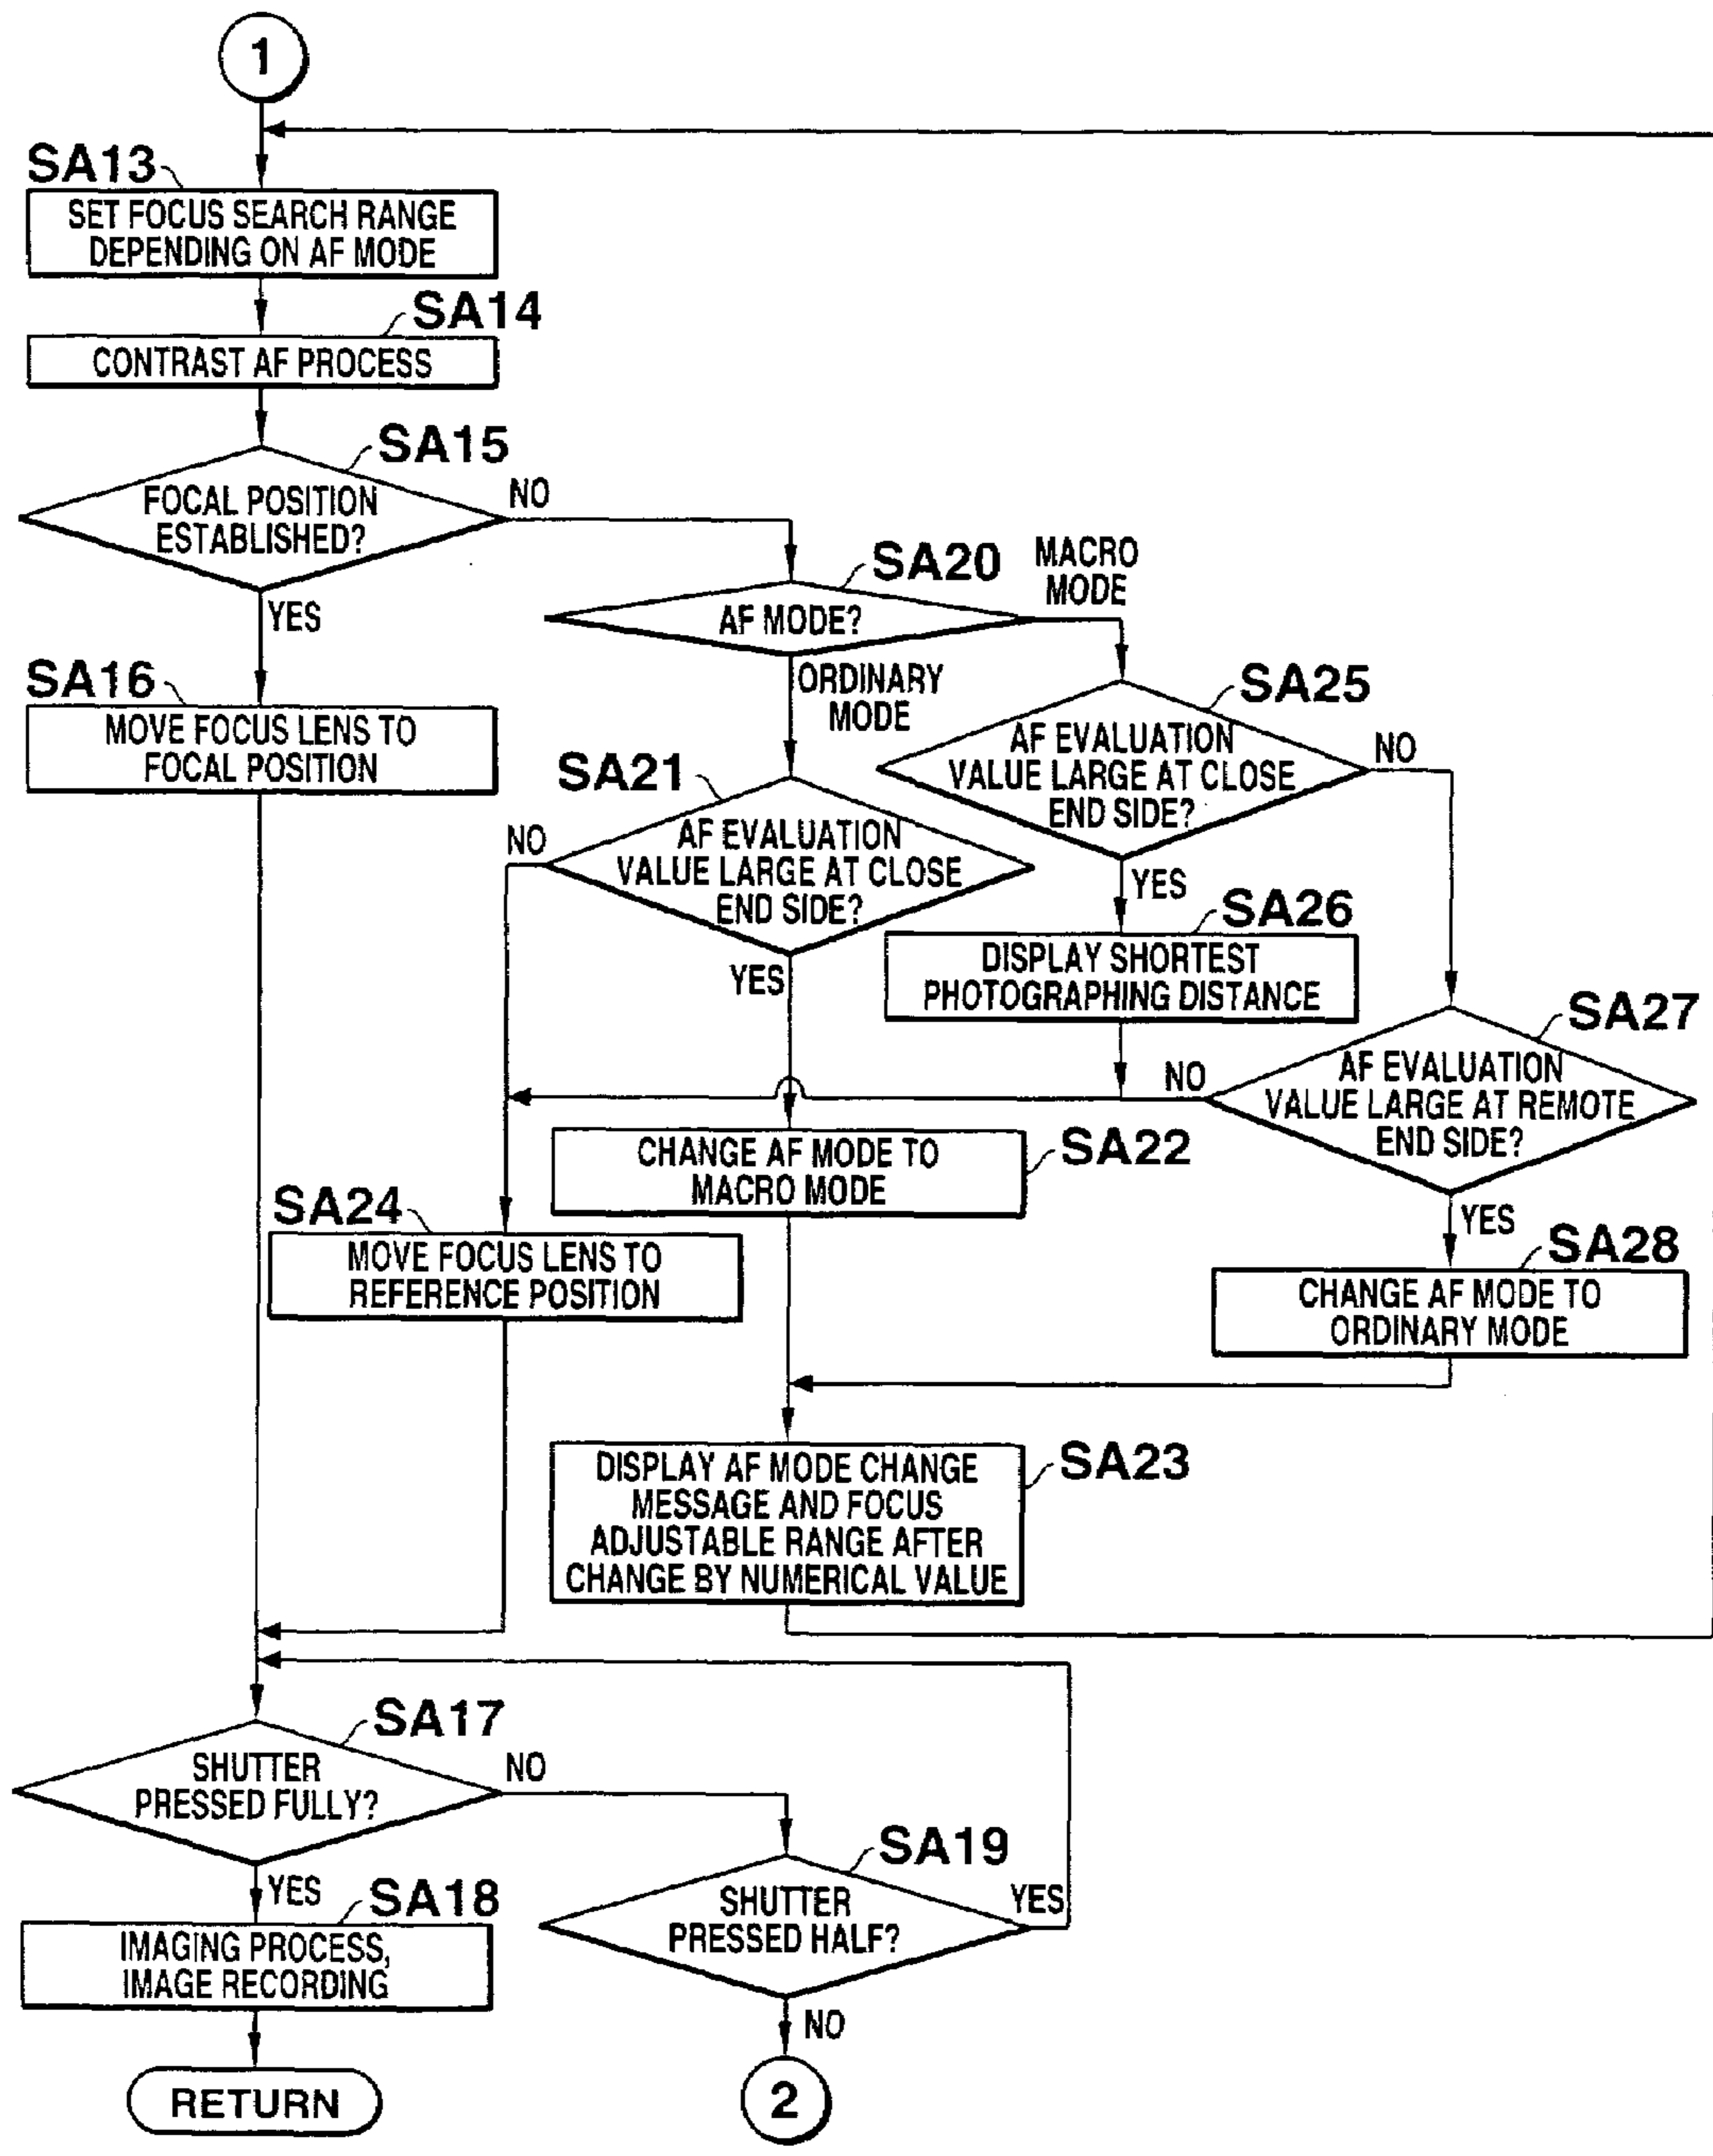 1
SA13
SET FOCUS SEARCH RANGE
DEPENDING ON AF MODE
SA14
CONTRAST AF PROCESS
SA15
FOCAL POSITION
ESTABLISHED?
NO
YES
SA16
MOVE FOCUS LENS TO
FOCAL POSITION
SA20
AF MODE?
MACRO
MODE
ORDINARY
MODE
SA25
AF EVALUATION
VALUE LARGE AT CLOSE
END SIDE?
NO
YES
SA21
AF EVALUATION
VALUE LARGE AT CLOSE
END SIDE?
NO
YES
SA26
DISPLAY SHORTEST
PHOTOGRAPHING DISTANCE
SA27
AF EVALUATION
VALUE LARGE AT REMOTE
END SIDE?
NO
YES
SA22
CHANGE AF MODE TO
MACRO MODE
SA24
MOVE FOCUS LENS TO
REFERENCE POSITION
SA28
CHANGE AF MODE TO
ORDINARY MODE
SA23
DISPLAY AF MODE CHANGE
MESSAGE AND FOCUS
ADJUSTABLE RANGE AFTER
CHANGE BY NUMERICAL VALUE
SA17
SHUTTER
PRESSED FULLY?
NO
YES
SA18
IMAGING PROCESS,
IMAGE RECORDING
RETURN
SA19
SHUTTER
PRESSED HALF?
YES
NO
2